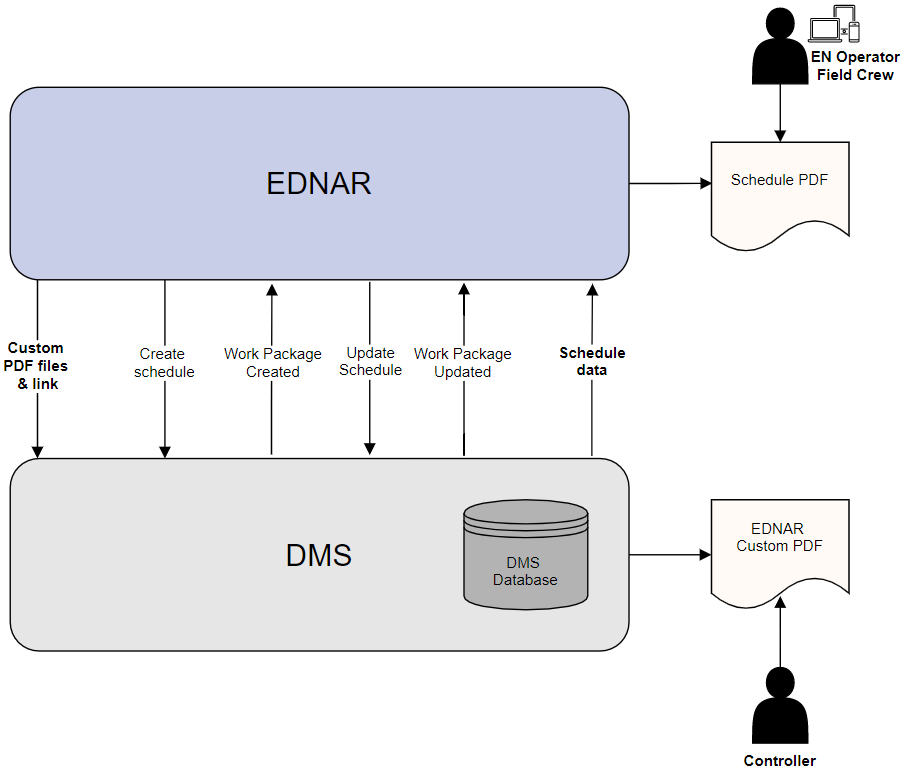 EN Operator
Field Crew
EDNAR
Schedule PDF
Custom
PDF files
& link
Create
schedule
Work Package
Created
Update
Schedule
Work Package
Updated
Schedule
data
DMS
DMS
Database
EDNAR
Custom PDF
Controller